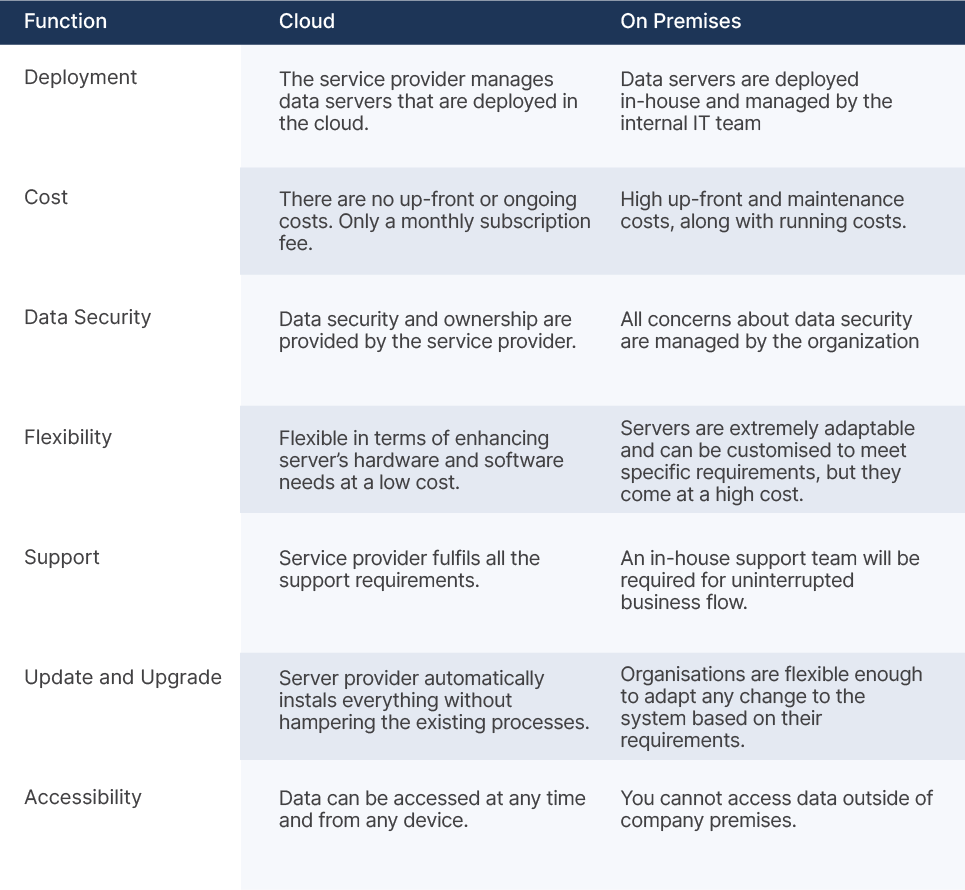 Function
Cloud
On Premises
Deployment
The service provider manages
data servers that are deployed in
the cloud.
Data servers are deployed
in-house and managed by the
internal IT team
Cost
There are no up-front or ongoing
costs. Only a monthly subscription
fee.
High up-front and maintenance
costs, along with running costs.
Data Security
Data security and ownership are
provided by the service provider.
All concerns about data security
are managed by the organization
Flexibility
Flexible in terms of enhancing
server’s hardware and software
needs at a low cost.
Servers are extremely adaptable
and can be customised to meet
specific requirements, but they
come at a high cost.
Support
Service provider fulfils all the
support requirements.
An in-house support team will be
required for uninterrupted
business flow.
Update and Upgrade
Server provider automatically
instals everything without
hampering the existing processes.
Organisations are flexible enough
to adapt any change to the
system based on their
requirements.
Accessibility
Data can be accessed at any time
and from any device.
You cannot access data outside of
company premises.